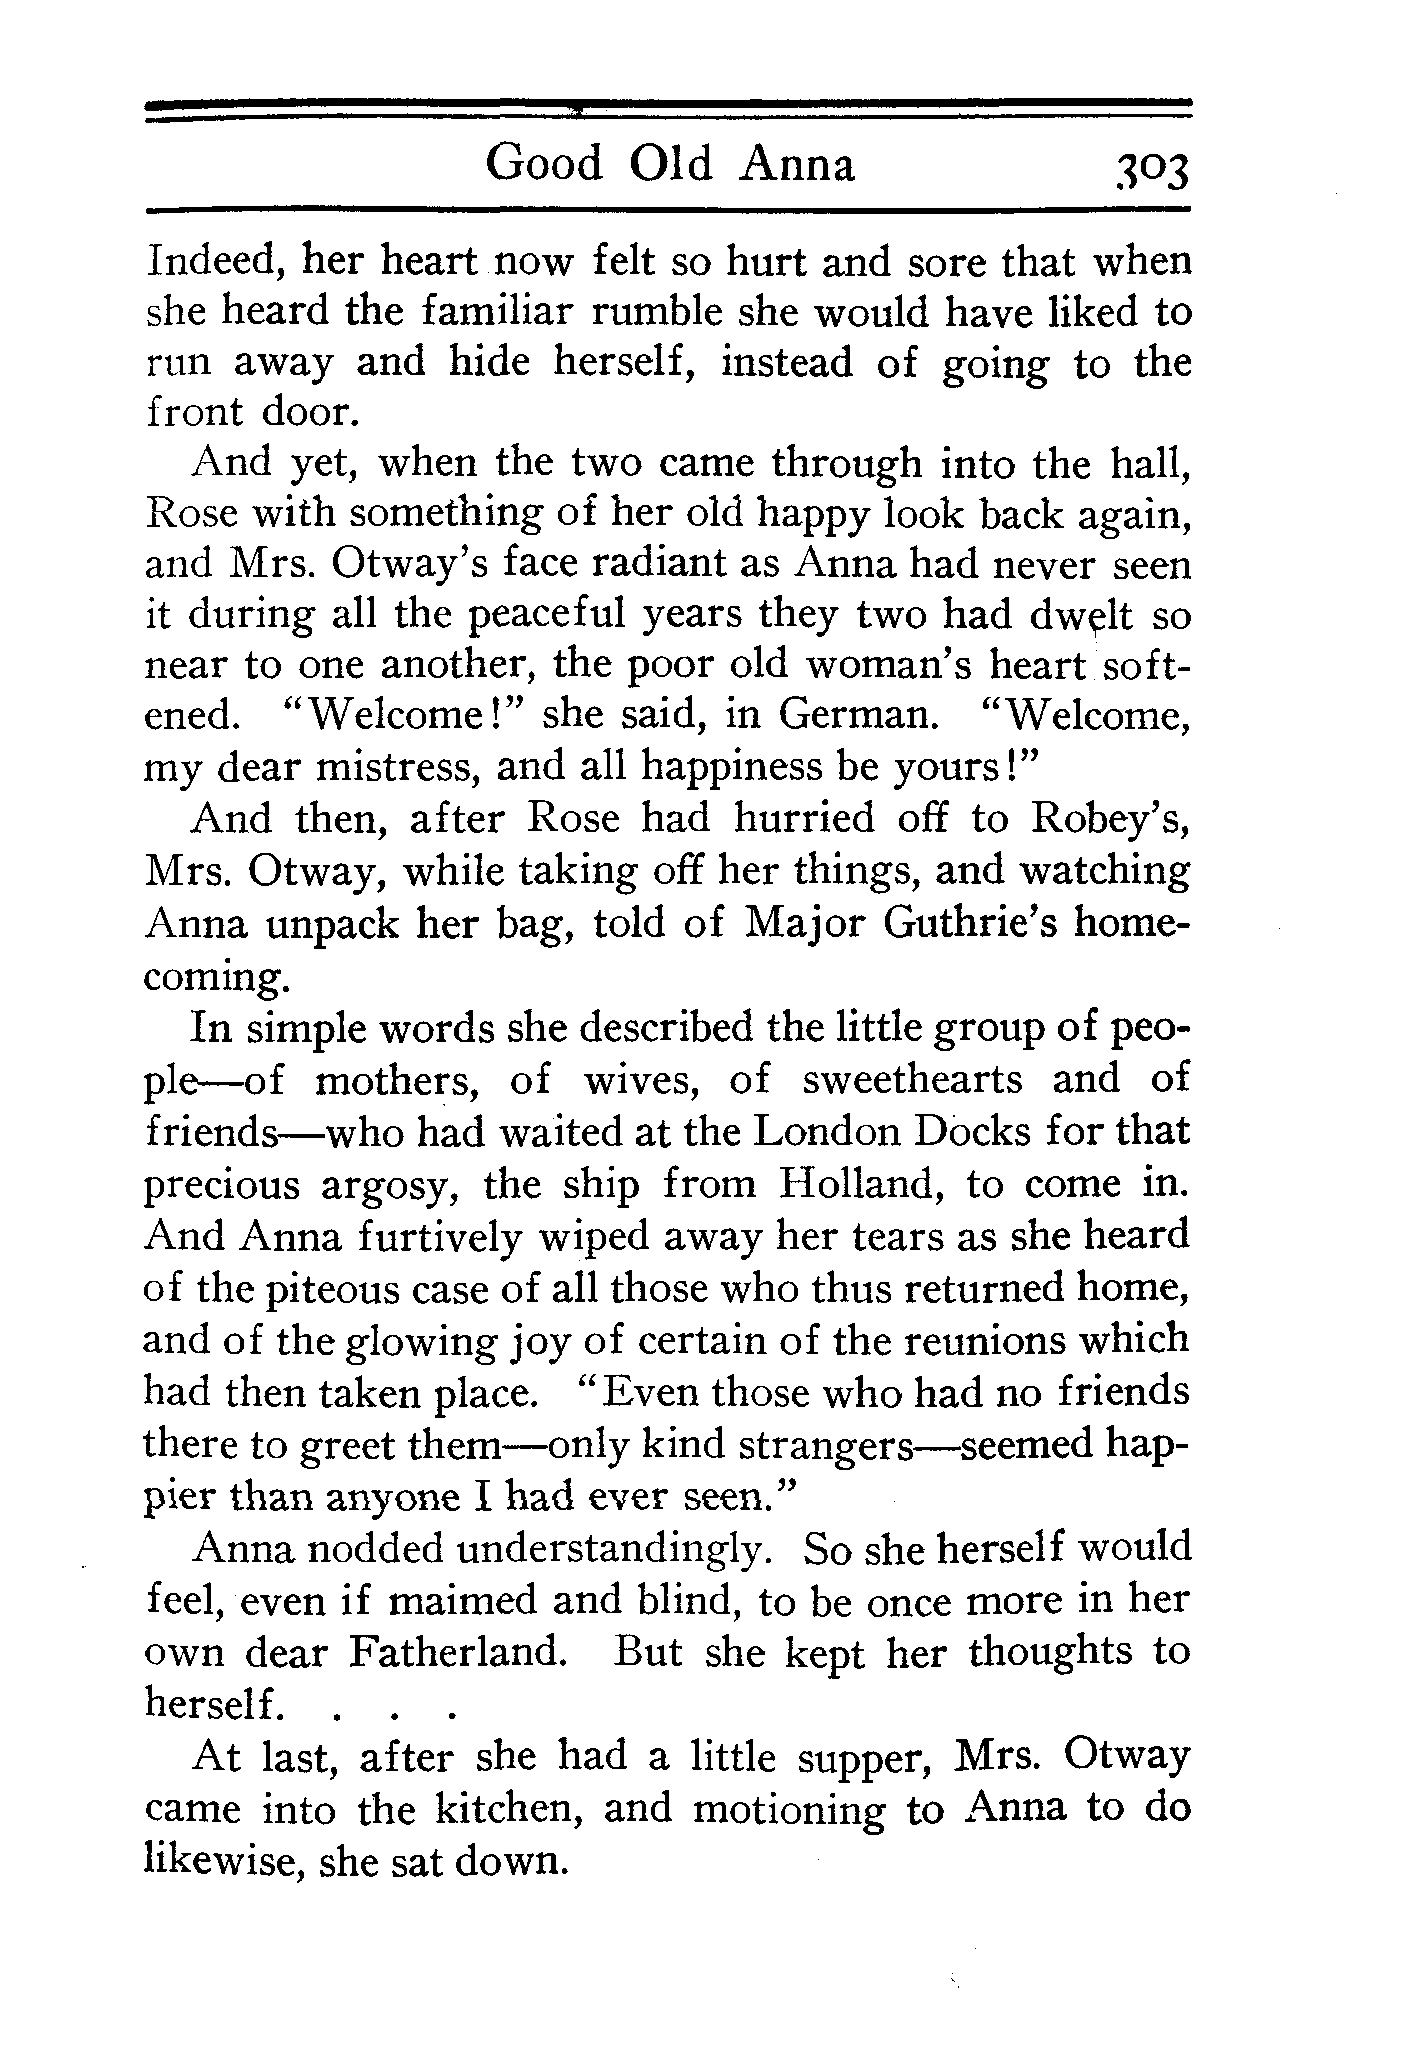 Good Old Anna 303
Indeed, her heart now felt so hurt and sore that when
she heard the familiar rumble she would have liked to
run away and hide herself, instead of going to the
front door.
And yet, when the two came through into the hall,
Rose with something of her old happy look back again,
and Mrs. Otway's face radiant as Anna had never seen
it during all the peaceful years they two had dwelt so
near to one another, the poor old woman's heart soft-
ened. "Welcome!" she said, in German. "Welcome,
my dear mistress, and all happiness be yours!"
And then, after Rose had hurried off to Robey's,
Mrs. Otway, while taking off her things, and watching
Anna unpack her bag, told of Major Guthrie's home-
coming.
In simple words she described the little group of peo-
ple—of mothers, of wives, of sweethearts and of
friends—who had waited at the London Docks for that
precious argosy, the ship from Holland, to come in.
And Anna furtively wiped away her tears as she heard
of the piteous case of all those who thus returned home,
and of the glowing joy of certain of the reunions which
had then taken place. "Even those who had no friends
there to greet them—only kind strangers—seemed hap-
pier than anyone I had ever seen."
Anna nodded understandingly. So she herself would
feel, even if maimed and blind, to be once more in her
own dear Fatherland. But she kept her thoughts to
herself. . . .
At last, after she had a little supper, Mrs. Otway
came into the kitchen, and motioning to Anna to do
likewise, she sat down.